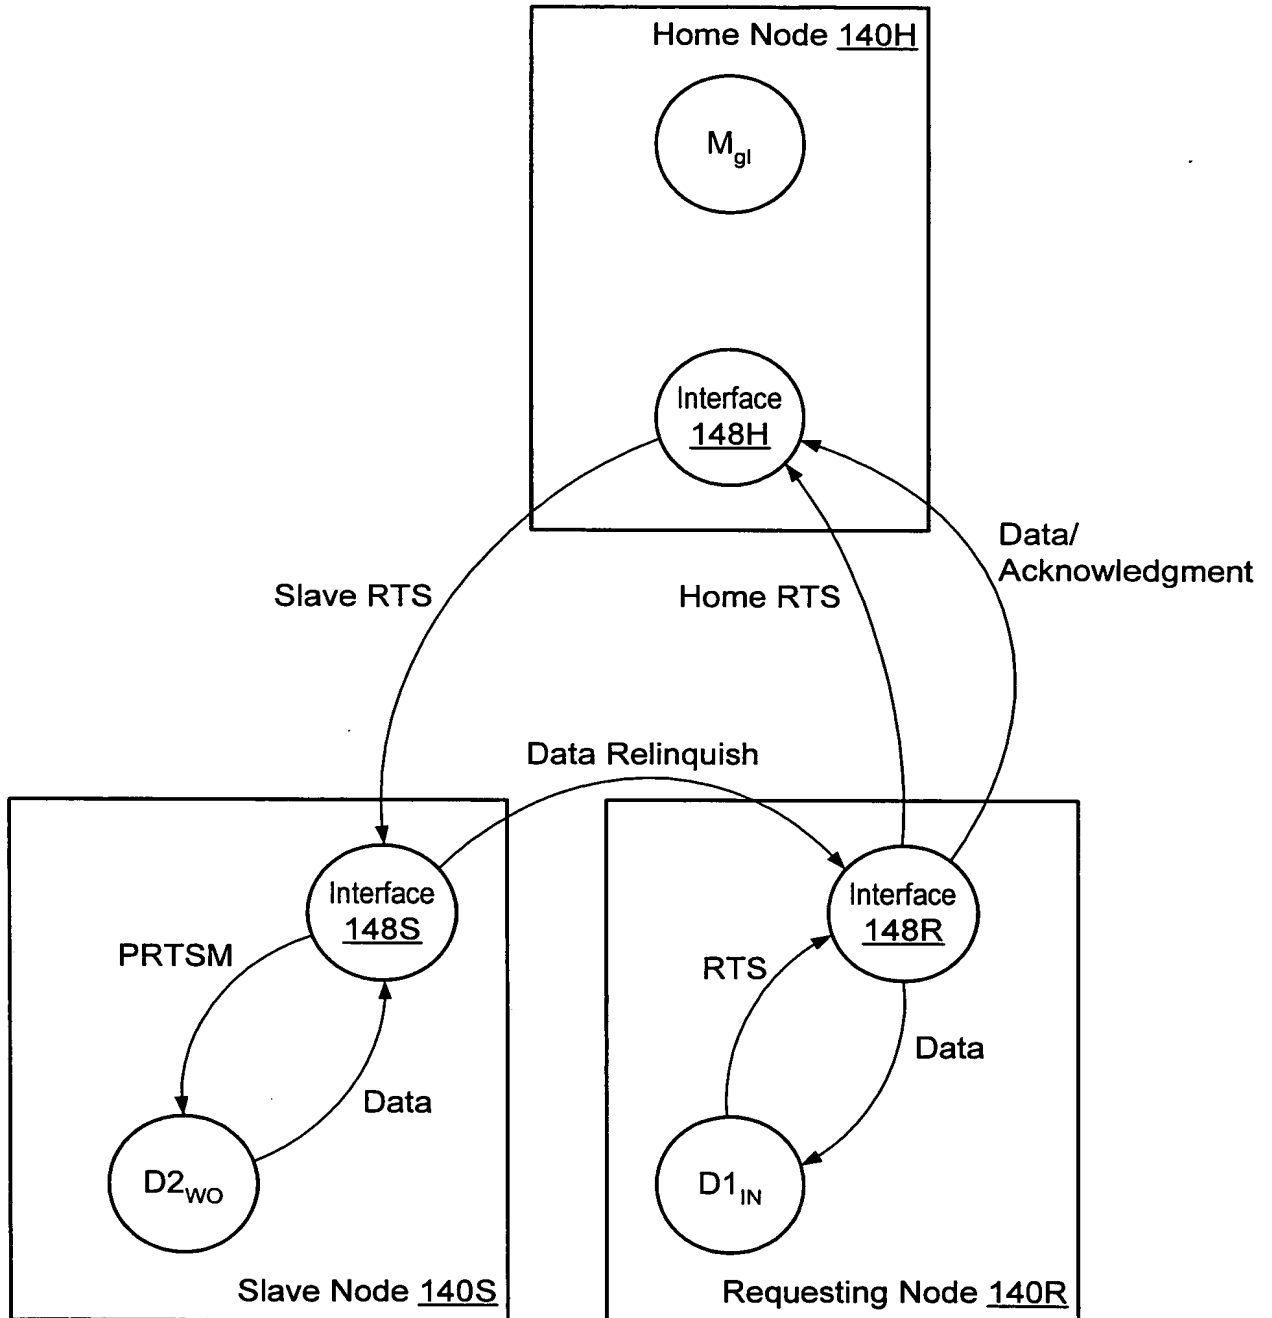 Home Node 140H
M_gl
Interface
148H
Data/
Acknowledgment
Slave RTS
Home RTS
Data Relinquish
Interface
148S
Interface
148R
PRTSM
RTS
Data
Data
D2_WO
D1_IN
Slave Node 140S
Requesting Node 140R